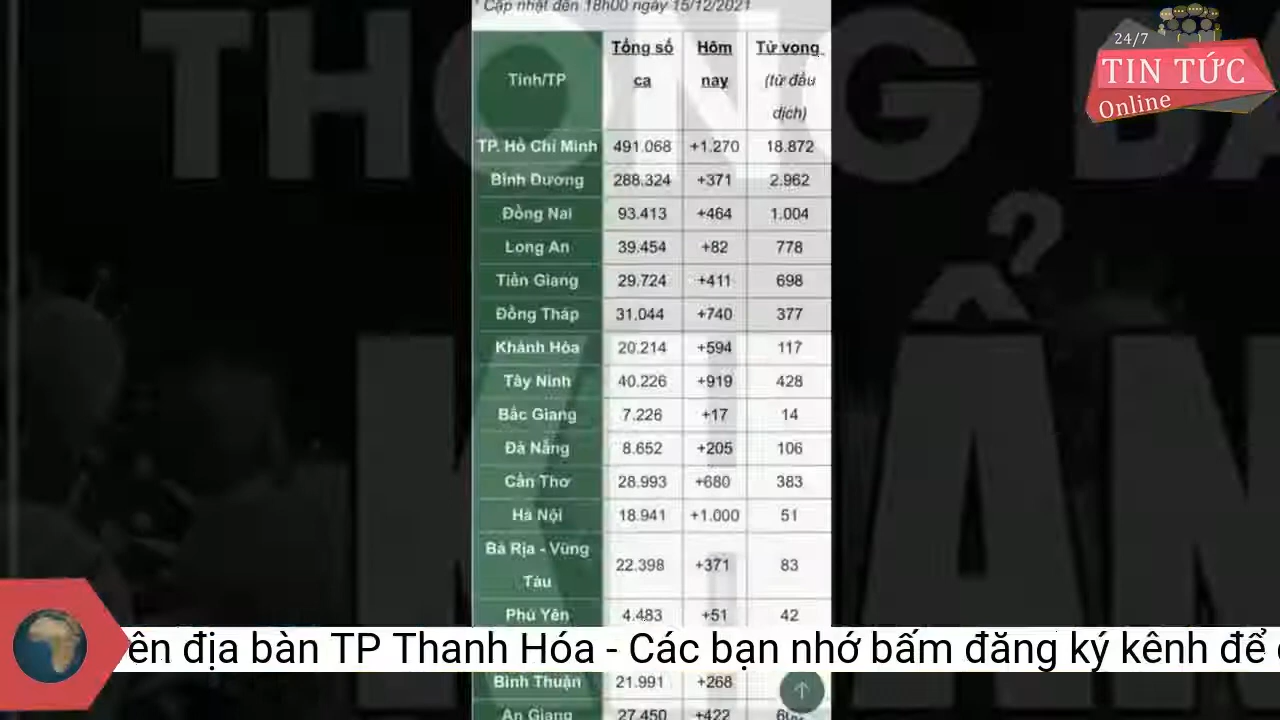 * Cập nhật đến 18h00 ngày 15/12/2021
24/7
TIN TỨC
Online
THÔNG BÁ
KHẨN
Tỉnh/TP Tổng số ca Hôm nay Tử vong (từ đầu dịch)
TP. Hồ Chí Minh 491.068 +1.270 18.872
Bình Dương 288.324 +371 2.962
Đồng Nai 93.413 +464 1.004
Long An 39.454 +82 778
Tiền Giang 29.724 +411 698
Đồng Tháp 31.044 +740 377
Khánh Hòa 20.214 +594 117
Tây Ninh 40.226 +919 428
Bắc Giang 7.226 +17 14
Đà Nẵng 8.652 +205 106
Cần Thơ 28.993 +680 383
Hà Nội 18.941 +1.000 51
Bà Rịa - Vũng Tàu 22.398 +371 83
Phú Yên 4.483 +51 42
ên địa bàn TP Thanh Hóa - Các bạn nhớ bấm đăng ký kênh để
Bình Thuận 21.991 +268
An Giang 27.450 +422